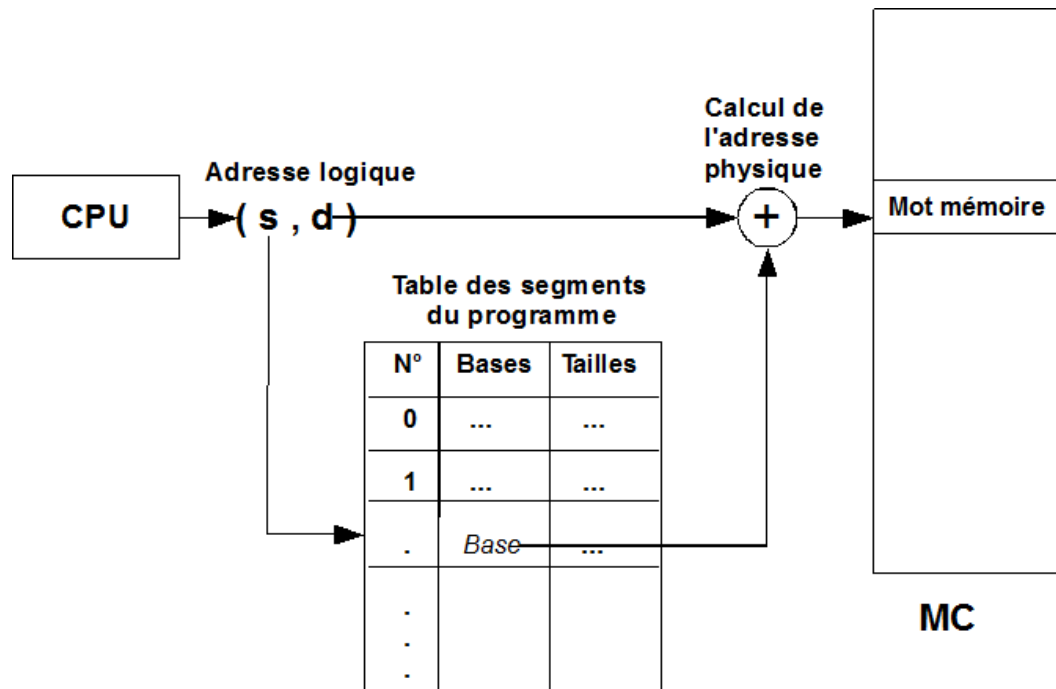 Calcul de
l'adresse
physique
Adresse logique
CPU
( s , d )
+
Mot mémoire
Table des segments
du programme
N° Bases Tailles
0 ... ...
1 ... ...
. Base ...
.
.
.
MC